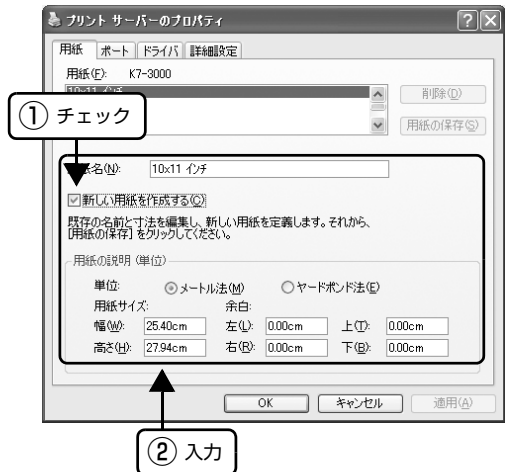 プリント サーバーのプロパティ
用紙 ポート ドライバ 詳細設定
用紙(F): K7-3000
10x11 インチ
削除(D)
用紙の保存(S)
① チェック
紙名(N): 10x11 インチ
新しい用紙を作成する(C)
既存の名前と寸法を編集し、新しい用紙を定義します。それから、
[用紙の保存] をクリックしてください。
用紙の説明 (単位)
単位: メートル法(M) ヤードポンド法(E)
用紙サイズ: 余白:
幅(W): 25.40cm 左(L): 0.00cm 上(T): 0.00cm
高さ(H): 27.94cm 右(R): 0.00cm 下(B): 0.00cm
OK キャンセル 適用(A)
② 入力